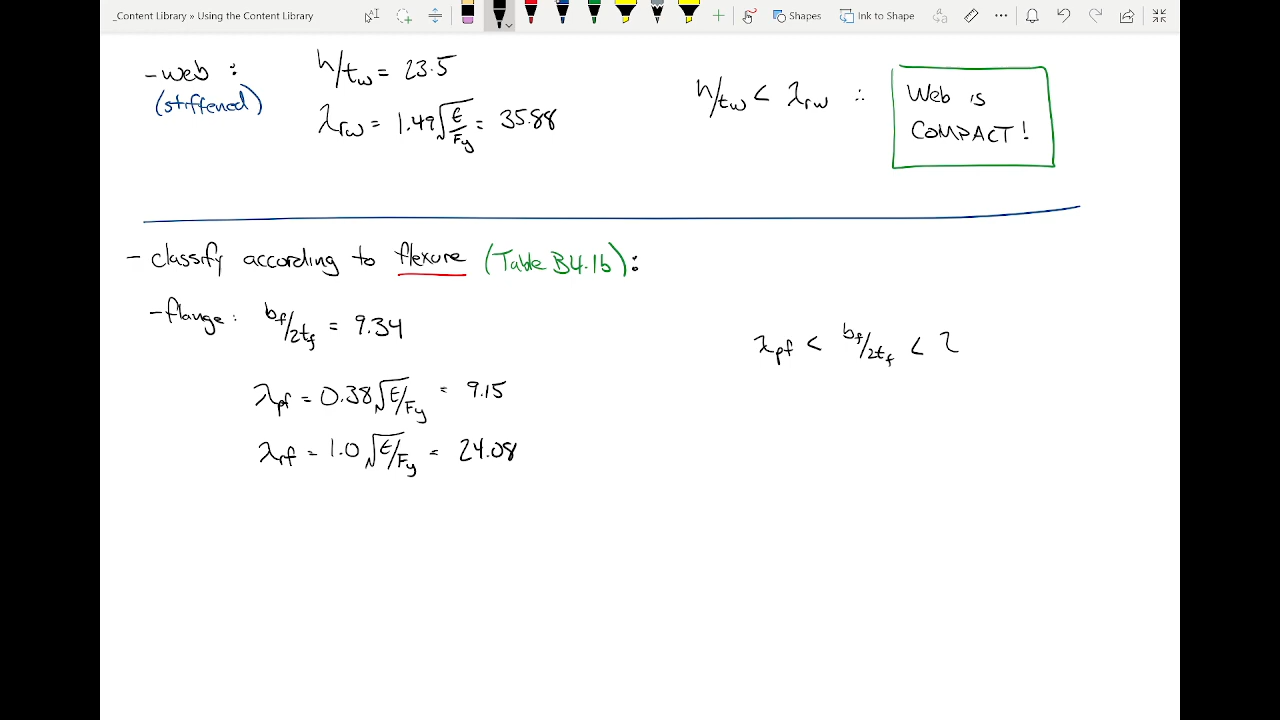 _Content Library » Using the Content Library
Shapes
Ink to Shape
- web :
(stiffened)
h/tw = 23.5
λrw = 1.49√E/Fy = 35.88
h/tw < λrw ∴
Web is
COMPACT!
- classify according to flexure (Table B4.1b):
- flange: bf/2tf = 9.34
λpf = 0.38√E/Fy = 9.15
λrf = 1.0√E/Fy = 24.08
λpf < bf/2tf <